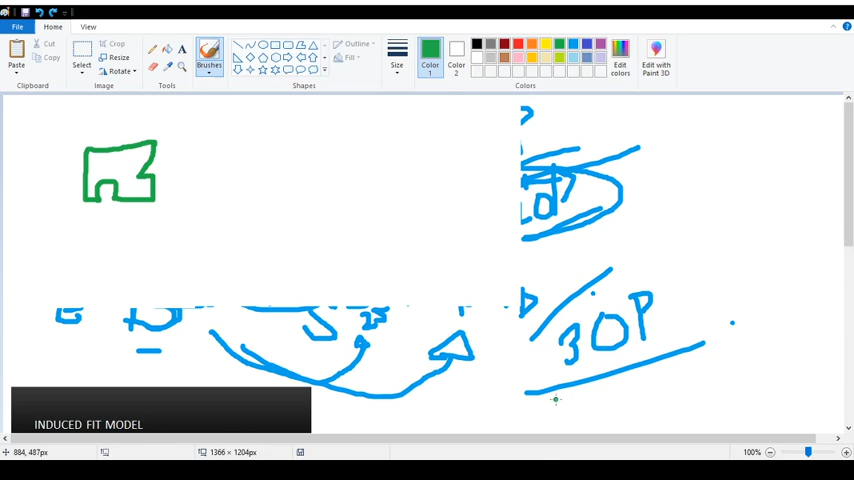 File Home View
Paste
Cut
Copy
Clipboard
Select
Crop
Resize
Rotate
Image
Tools
Brushes
Shapes
Outline
Fill
Size
Color 1
Color 2
Colors
Edit colors
Edit with Paint 3D
30P
INDUCED FIT MODEL
884, 487px
1366 × 1204px
100%